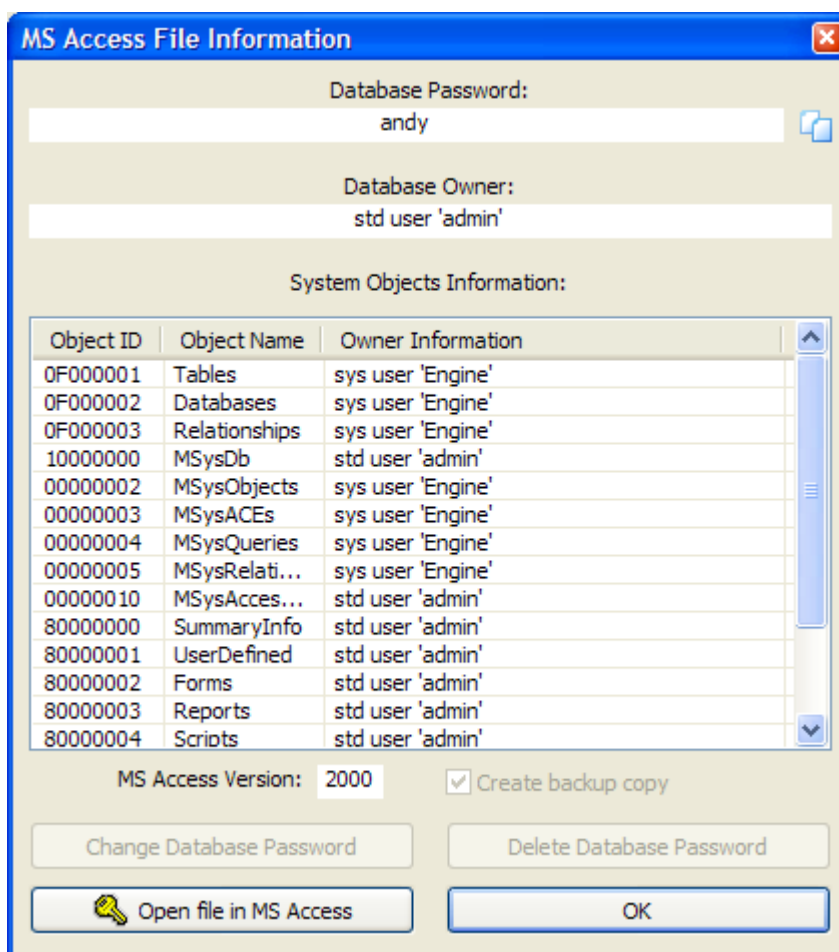 MS Access File Information
Database Password:
andy
Database Owner:
std user 'admin'
System Objects Information:
Object ID Object Name Owner Information
0F000001 Tables sys user 'Engine'
0F000002 Databases sys user 'Engine'
0F000003 Relationships sys user 'Engine'
10000000 MSysDb std user 'admin'
00000002 MSysObjects sys user 'Engine'
00000003 MSysACEs sys user 'Engine'
00000004 MSysQueries sys user 'Engine'
00000005 MSysRelati... sys user 'Engine'
00000010 MSysAcces... std user 'admin'
80000000 SummaryInfo std user 'admin'
80000001 UserDefined std user 'admin'
80000002 Forms std user 'admin'
80000003 Reports std user 'admin'
80000004 Scripts std user 'admin'
MS Access Version: 2000 Create backup copy
Change Database Password Delete Database Password
Open file in MS Access OK